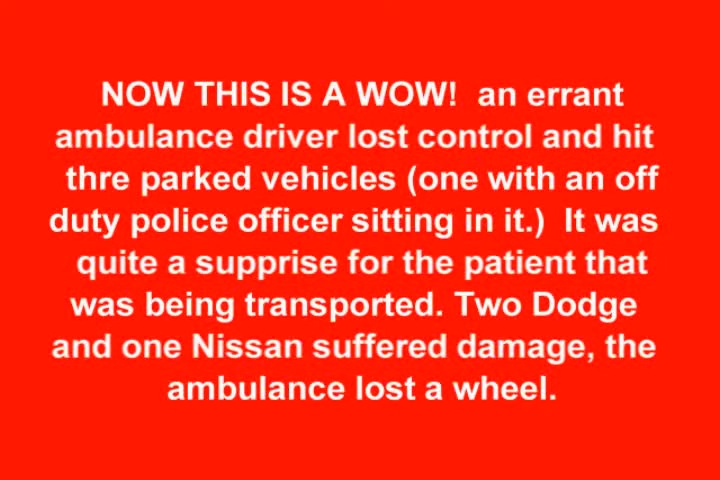 NOW THIS IS A WOW!  an errant
ambulance driver lost control and hit
thre parked vehicles (one with an off
duty police officer sitting in it.)  It was
quite a supprise for the patient that
was being transported. Two Dodge
and one Nissan suffered damage, the
ambulance lost a wheel.